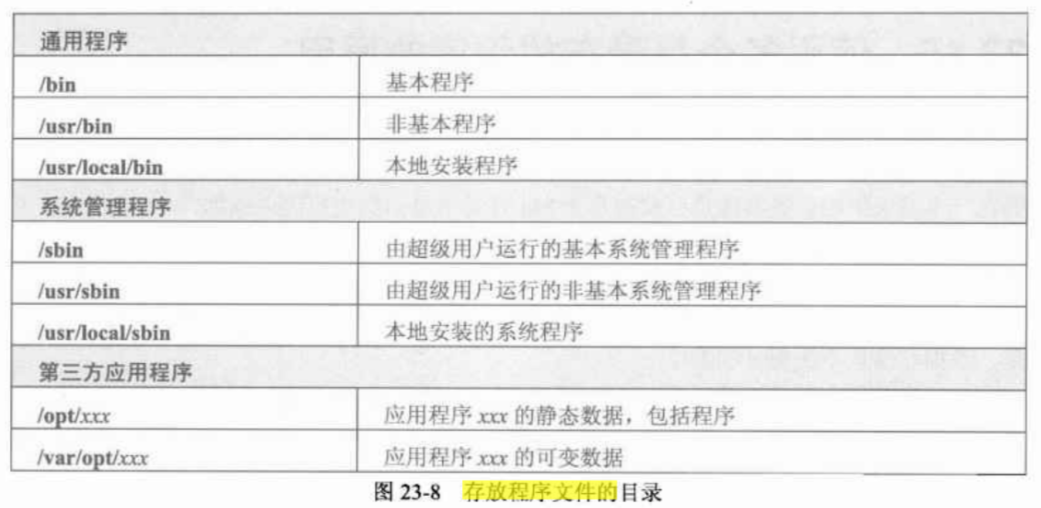 通用程序
/bin 基本程序
/usr/bin 非基本程序
/usr/local/bin 本地安装程序
系统管理程序
/sbin 由超级用户运行的基本系统管理程序
/usr/sbin 由超级用户运行的非基本系统管理程序
/usr/local/sbin 本地安装的系统程序
第三方应用程序
/opt/xxx 应用程序 xxx 的静态数据，包括程序
/var/opt/xxx 应用程序 xxx 的可变数据
图 23-8 存放程序文件的目录